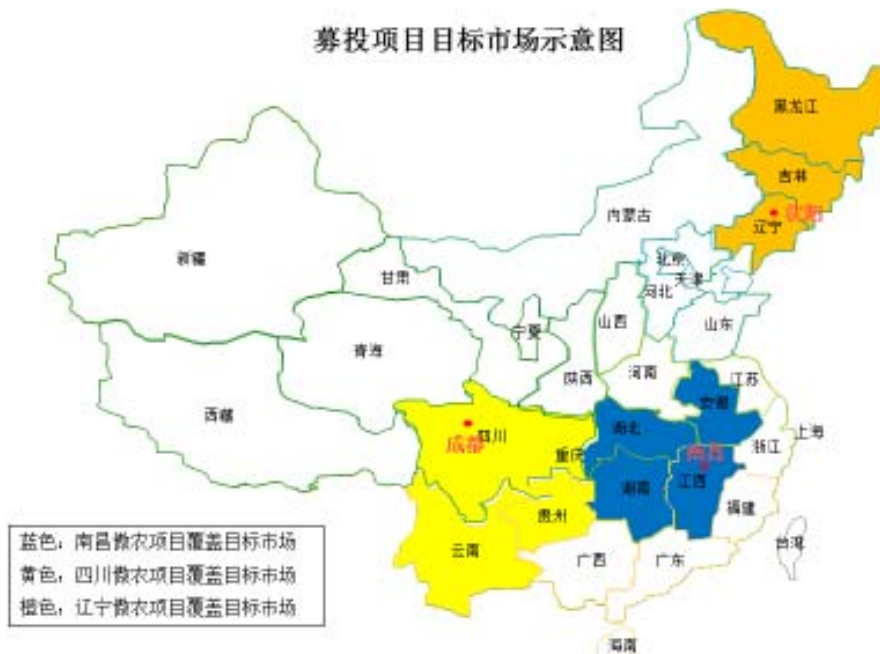 募投项目目标市场示意图
黑龙江
吉林
沈阳
辽宁
内蒙古
北京
天津
河北
新疆
甘肃
宁夏
山西
山东
青海
陕西
河南
江苏
西藏
安徽
四川
成都
重庆
湖北
南昌
浙江
上海
湖南
江西
贵州
福建
云南
广西
广东
台湾
海南
蓝色：南昌傲农项目覆盖目标市场
黄色：四川傲农项目覆盖目标市场
橙色：辽宁傲农项目覆盖目标市场